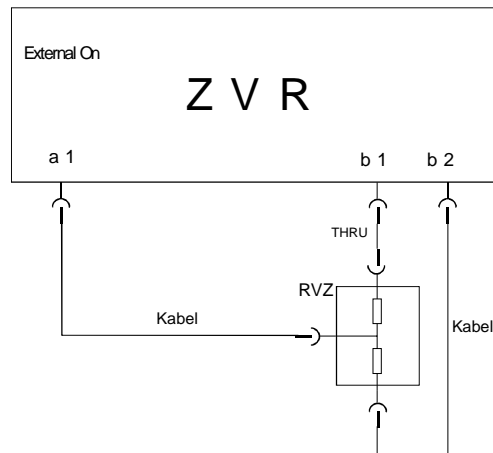 External On
Z V R
a 1
b 1
b 2
THRU
RVZ
Kabel
Kabel